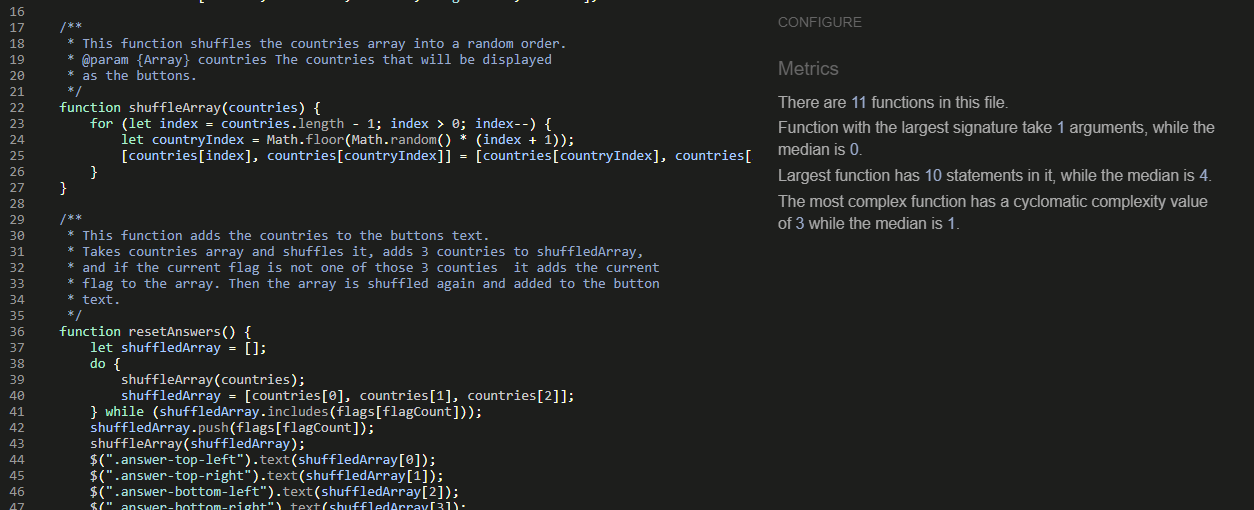 16
17 /**
18 * This function shuffles the countries array into a random order.
19 * @param {Array} countries The countries that will be displayed
20 * as the buttons.
21 */
22 function shuffleArray(countries) {
23 for (let index = countries.length - 1; index > 0; index--) {
24 let countryIndex = Math.floor(Math.random() * (index + 1));
25 [countries[index], countries[countryIndex]] = [countries[countryIndex], countries[
26 }
27 }
28
29 /**
30 * This function adds the countries to the buttons text.
31 * Takes countries array and shuffles it, adds 3 countries to shuffledArray,
32 * and if the current flag is not one of those 3 counties  it adds the current
33 * flag to the array. Then the array is shuffled again and added to the button
34 * text.
35 */
36 function resetAnswers() {
37 let shuffledArray = [];
38 do {
39 shuffleArray(countries);
40 shuffledArray = [countries[0], countries[1], countries[2]];
41 } while (shuffledArray.includes(flags[flagCount]));
42 shuffledArray.push(flags[flagCount]);
43 shuffleArray(shuffledArray);
44 $(".answer-top-left").text(shuffledArray[0]);
45 $(".answer-top-right").text(shuffledArray[1]);
46 $(".answer-bottom-left").text(shuffledArray[2]);
47 $(".answer-bottom-right").text(shuffledArray[3]);
CONFIGURE
Metrics
There are 11 functions in this file.
Function with the largest signature take 1 arguments, while the
median is 0.
Largest function has 10 statements in it, while the median is 4.
The most complex function has a cyclomatic complexity value
of 3 while the median is 1.